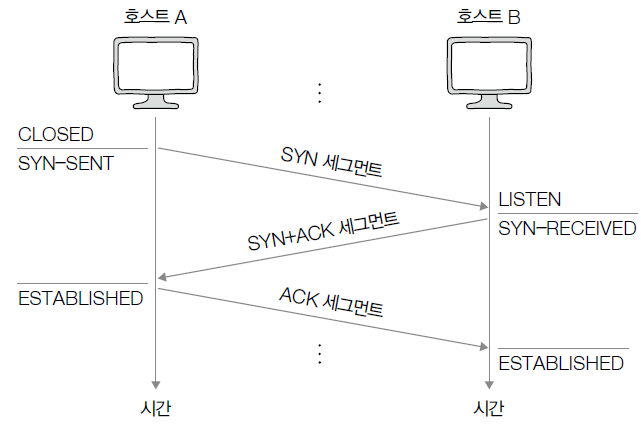 호스트 A
호스트 B
CLOSED
SYN-SENT
SYN 세그먼트
LISTEN
SYN-RECEIVED
SYN+ACK 세그먼트
ESTABLISHED
ACK 세그먼트
ESTABLISHED
시간
시간